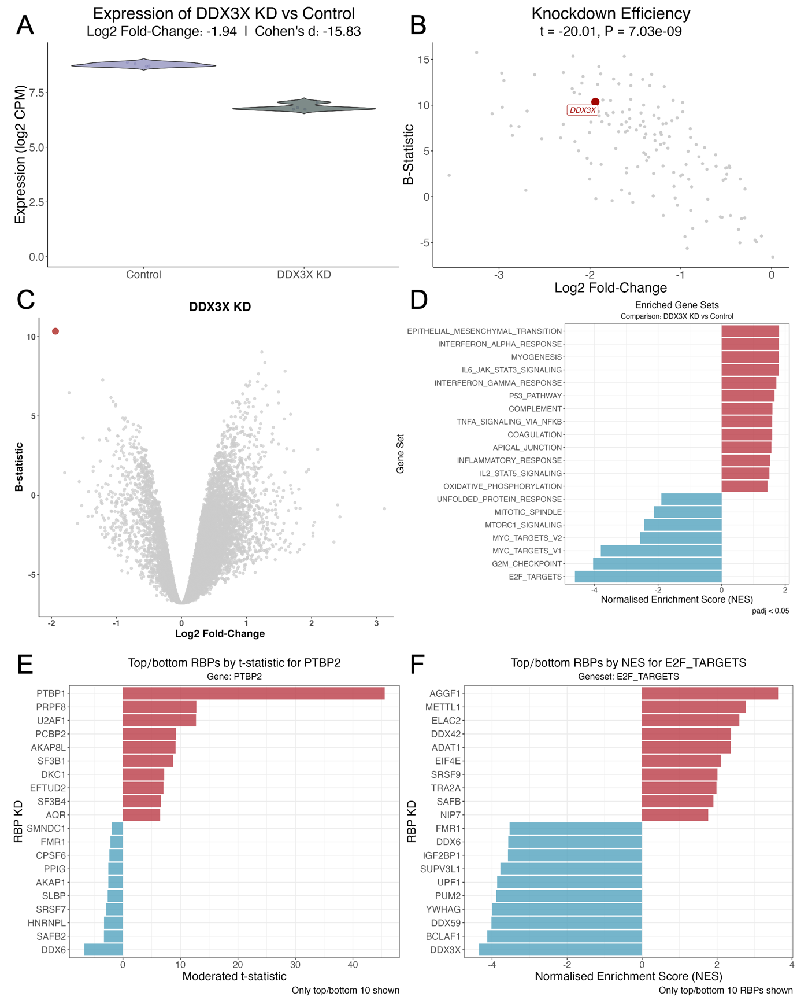 A
Expression of DDX3X KD vs Control
Log2 Fold-Change: -1.94 | Cohen's d: -15.83
Expression (log2 CPM)
7.5
5.0
2.5
0.0
Control
DDX3X KD
B
Knockdown Efficiency
t = -20.01, P = 7.03e-09
B-Statistic
15
10
5
0
-5
DDX3X
-3
-2
-1
0
Log2 Fold-Change
C
DDX3X KD
B-statistic
10
5
0
-5
-2
-1
0
1
2
3
Log2 Fold-Change
D
Enriched Gene Sets
Comparison: DDX3X KD vs Control
Gene Set
EPITHELIAL_MESENCHYMAL_TRANSITION
INTERFERON_ALPHA_RESPONSE
MYOGENESIS
IL6_JAK_STAT3_SIGNALING
INTERFERON_GAMMA_RESPONSE
P53_PATHWAY
COMPLEMENT
TNFA_SIGNALING_VIA_NFKB
COAGULATION
APICAL_JUNCTION
INFLAMMATORY_RESPONSE
IL2_STAT5_SIGNALING
OXIDATIVE_PHOSPHORYLATION
UNFOLDED_PROTEIN_RESPONSE
MITOTIC_SPINDLE
MTORC1_SIGNALING
MYC_TARGETS_V2
MYC_TARGETS_V1
G2M_CHECKPOINT
E2F_TARGETS
-4
-2
0
2
Normalised Enrichment Score (NES)
padj < 0.05
E
Top/bottom RBPs by t-statistic for PTBP2
Gene: PTBP2
RBP KD
PTBP1
PRPF8
U2AF1
PCBP2
AKAP8L
SF3B1
DKC1
EFTUD2
SF3B4
AQR
SMNDC1
FMR1
CPSF6
PPIG
AKAP1
SLBP
SRSF7
HNRNPL
SAFB2
DDX6
0
10
20
30
40
Moderated t-statistic
Only top/bottom 10 shown
F
Top/bottom RBPs by NES for E2F_TARGETS
Geneset: E2F_TARGETS
RBP KD
AGGF1
METTL1
ELAC2
DDX42
ADAT1
EIF4E
SRSF9
TRA2A
SAFB
NIP7
FMR1
DDX6
IGF2BP1
SUPV3L1
UPF1
PUM2
YWHAG
DDX59
BCLAF1
DDX3X
-4
-2
0
2
4
Normalised Enrichment Score (NES)
Only top/bottom 10 RBPs shown